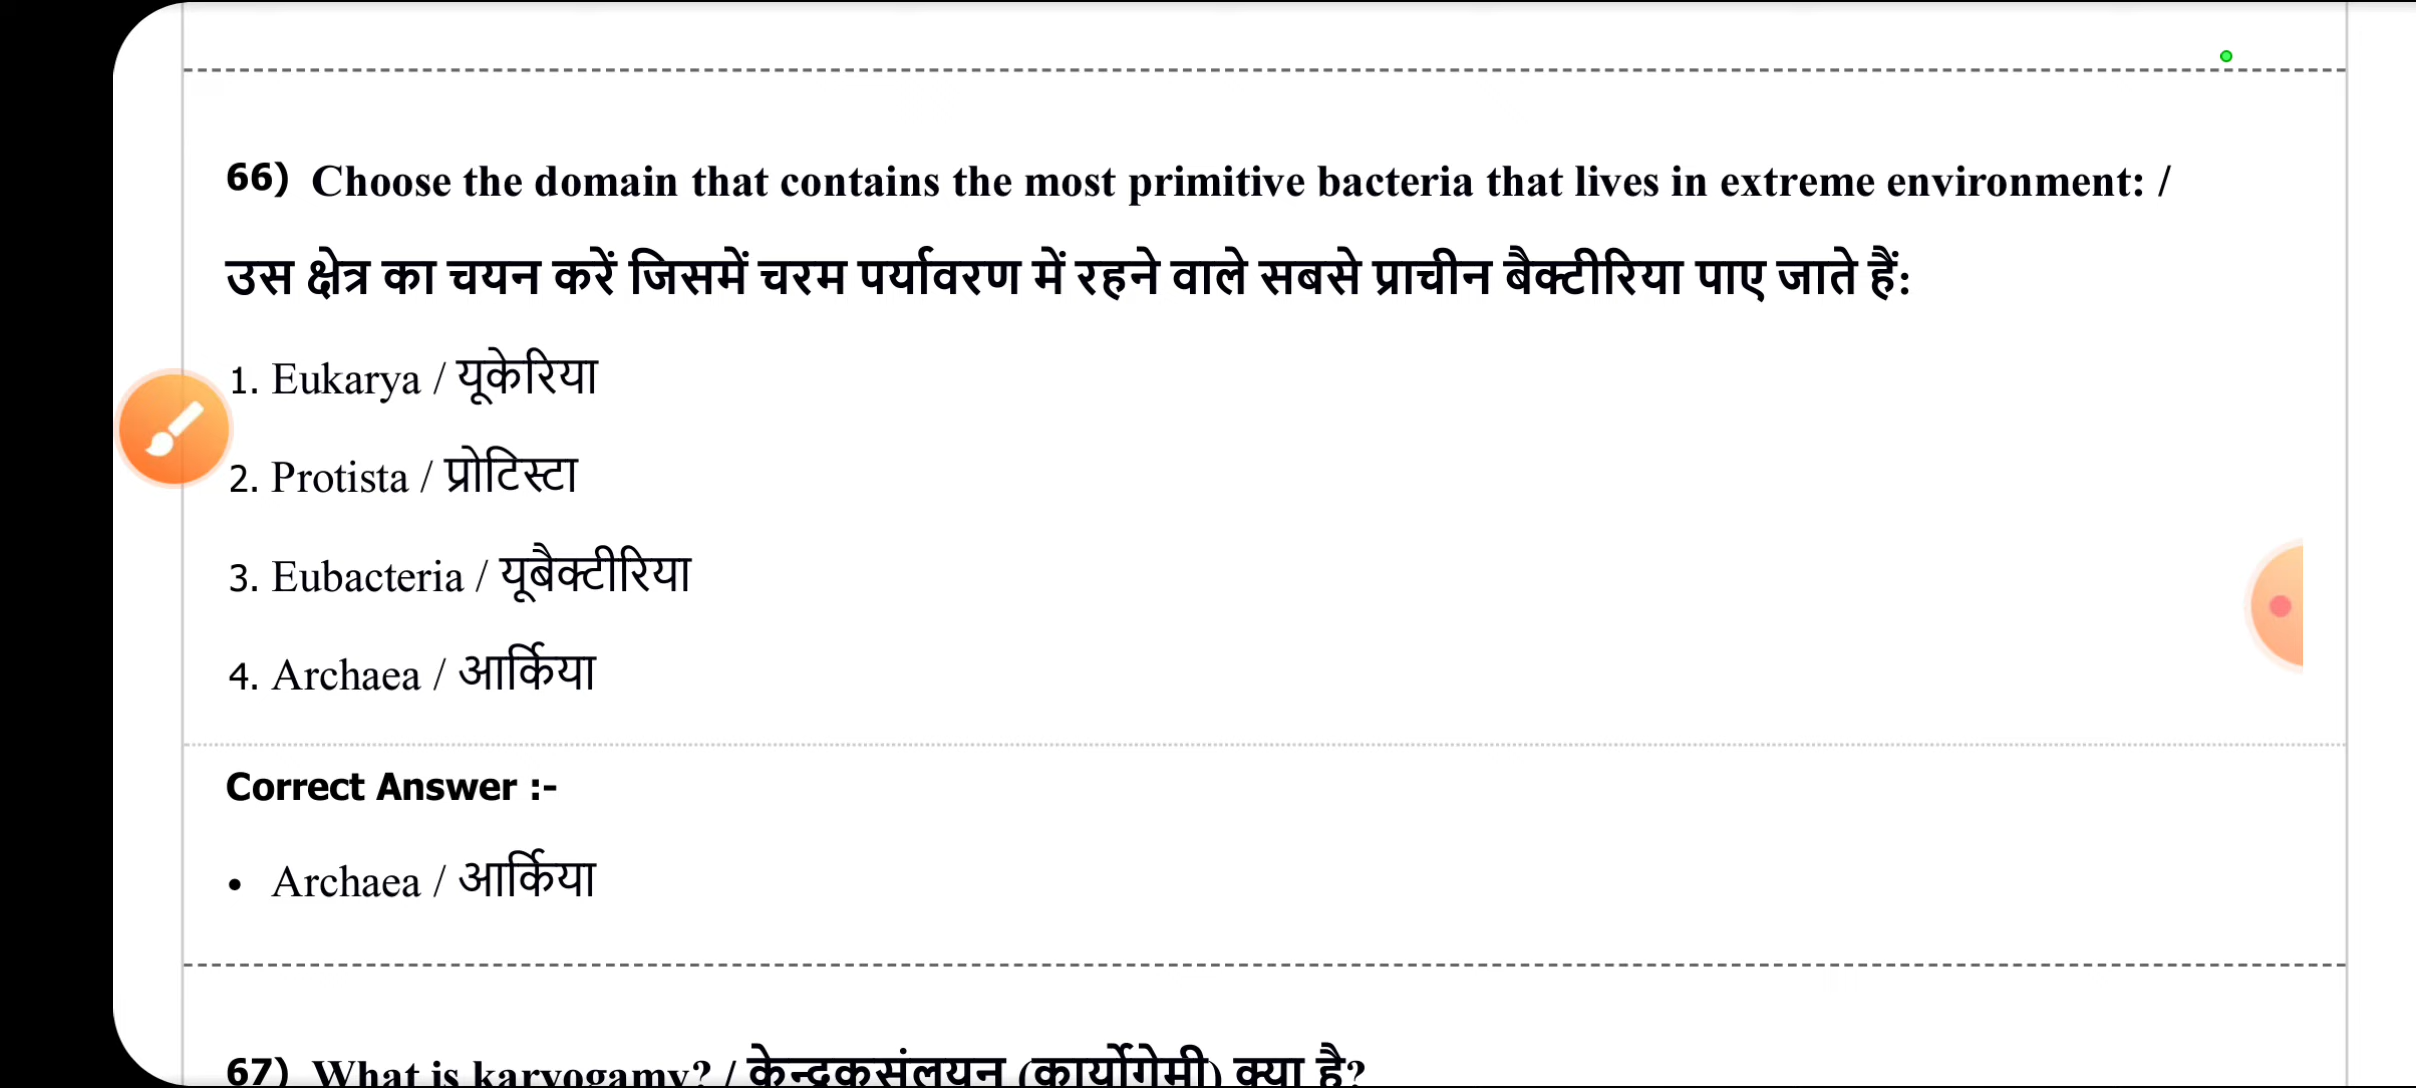 66) Choose the domain that contains the most primitive bacteria that lives in extreme environment: /
उस क्षेत्र का चयन करें जिसमें चरम पर्यावरण में रहने वाले सबसे प्राचीन बैक्टीरिया पाए जाते हैं:
1. Eukarya / यूकेरिया
2. Protista / प्रोटिस्टा
3. Eubacteria / यूबैक्टीरिया
4. Archaea / आर्किया
Correct Answer :-
• Archaea / आर्किया
67) What is karyogamy? / केन्द्रकसंलयन (कार्योगेमी) क्या है?